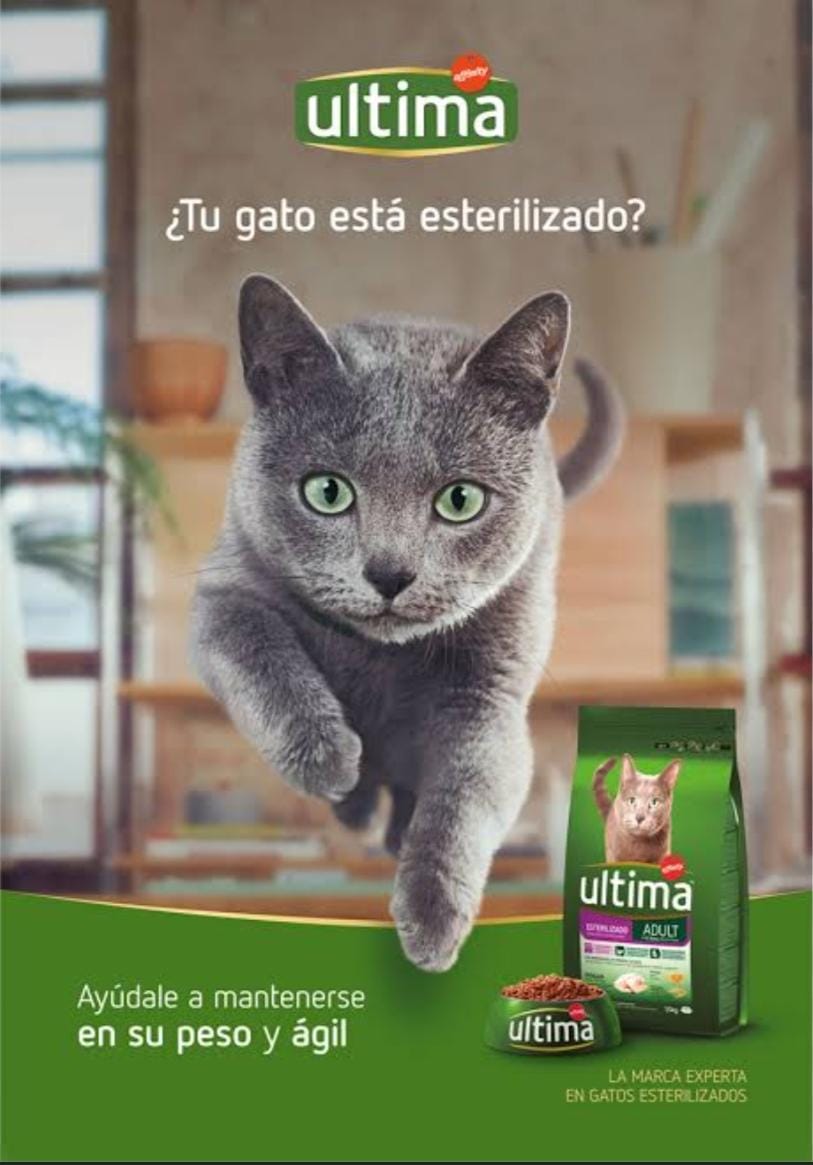 affinity
ultima
¿Tu gato está esterilizado?
ultima
ESTERILIZADO
ADULT
ultima
Ayúdale a mantenerse
en su peso y ágil
LA MARCA EXPERTA
EN GATOS ESTERILIZADOS